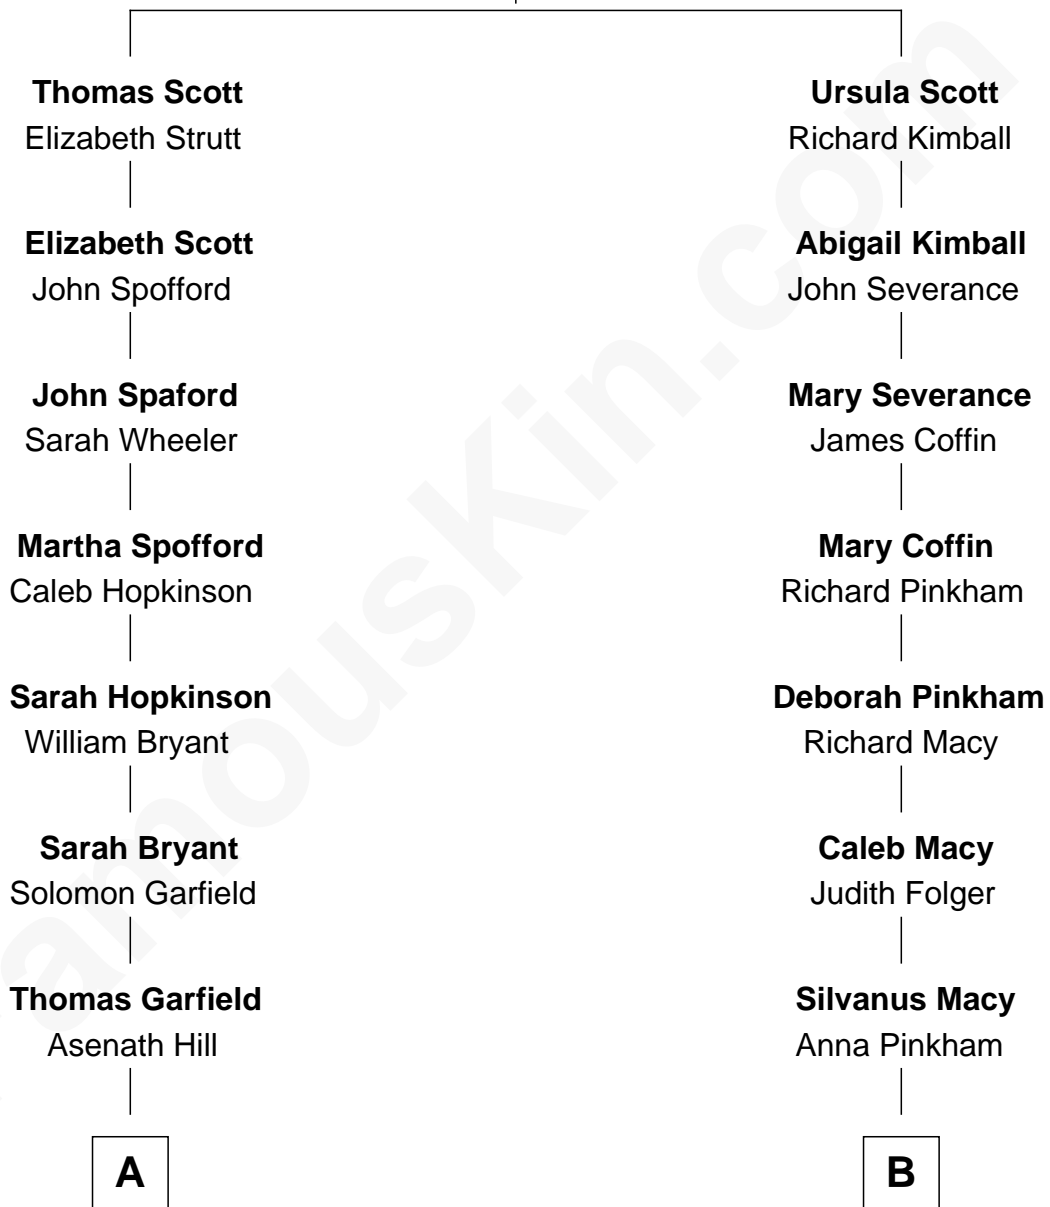 Thomas Scott
Elizabeth Strutt
Elizabeth Scott
John Spofford
John Spaford
Sarah Wheeler
Martha Spofford
Caleb Hopkinson
Sarah Hopkinson
William Bryant
Sarah Bryant
Solomon Garfield
Thomas Garfield
Asenath Hill
A
Ursula Scott
Richard Kimball
Abigail Kimball
John Severance
Mary Severance
James Coffin
Mary Coffin
Richard Pinkham
Deborah Pinkham
Richard Macy
Caleb Macy
Judith Folger
Silvanus Macy
Anna Pinkham
B
amouskin.com